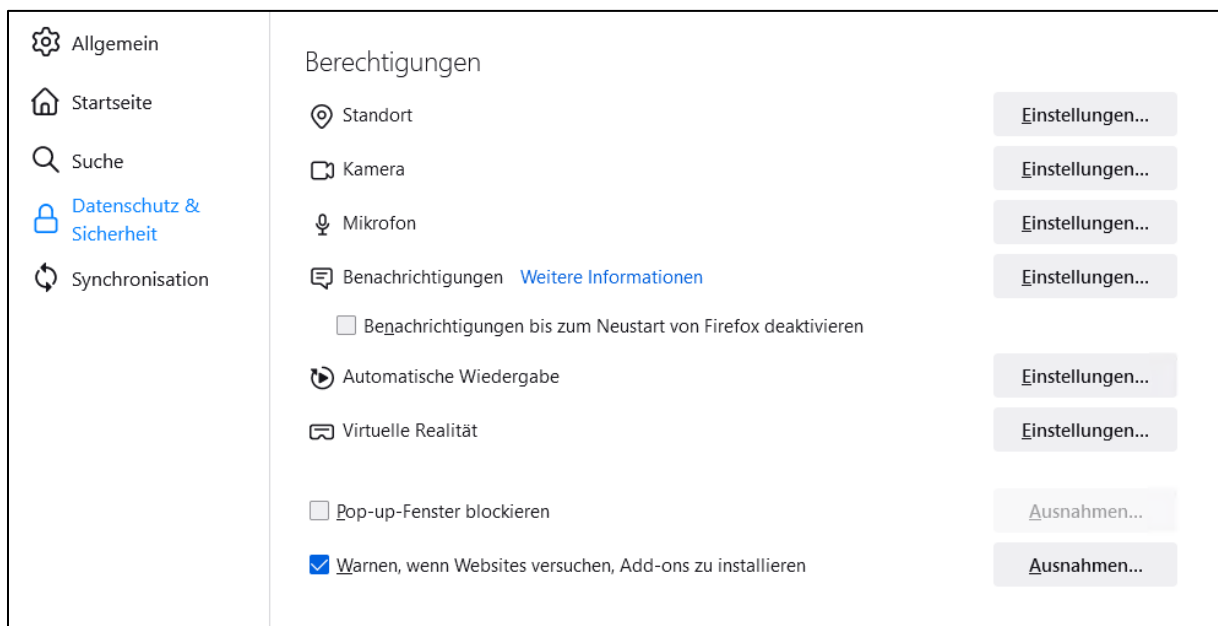 Allgemein
Startseite
Suche
Datenschutz &
Sicherheit
Synchronisation
Berechtigungen
Standort
Einstellungen...
Kamera
Einstellungen...
Mikrofon
Einstellungen...
Benachrichtigungen Weitere Informationen
Einstellungen...
Benachrichtigungen bis zum Neustart von Firefox deaktivieren
Automatische Wiedergabe
Einstellungen...
Virtuelle Realität
Einstellungen...
Pop-up-Fenster blockieren
Ausnahmen...
Warnen, wenn Websites versuchen, Add-ons zu installieren
Ausnahmen...